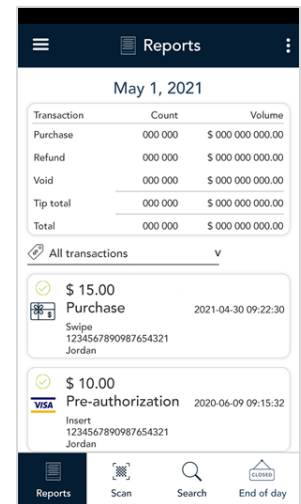 Reports
May 1, 2021
Transaction Count Volume
Purchase 000 000 $ 000 000 000.00
Refund 000 000 $ 000 000 000.00
Void 000 000 $ 000 000 000.00
Tip total 000 000 $ 000 000 000.00
Total 000 000 $ 000 000 000.00
All transactions v
$ 15.00
Purchase 2021-04-30 09:22:30
Swipe
1234567890987654321
Jordan
$ 10.00
VISA Pre-authorization 2020-06-09 09:15:32
Insert
1234567890987654321
Jordan
CLOSED
Reports Scan Search End of day